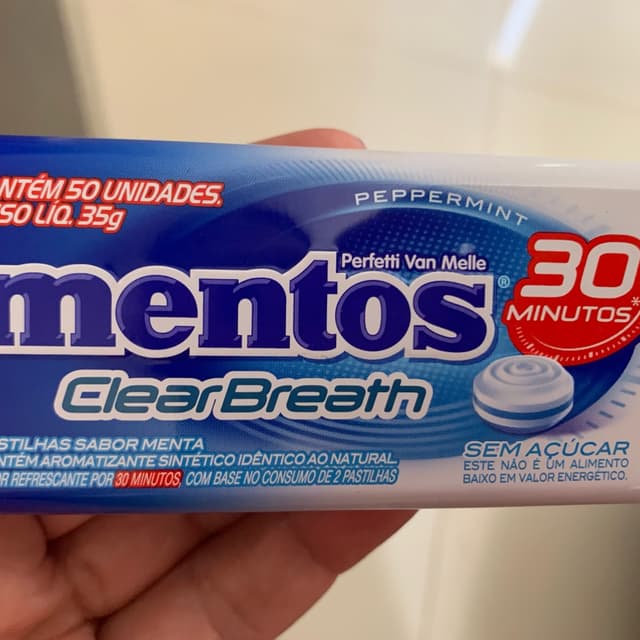 NTÉM 50 UNIDADES.
SO LÍQ. 35g
PEPPERMINT
Perfetti Van Melle
mentos®
30
MINUTOS*
ClearBreath
STILHAS SABOR MENTA
NTÉM AROMATIZANTE SINTÉTICO IDÊNTICO AO NATURAL
OR REFRESCANTE POR 30 MINUTOS, COM BASE NO CONSUMO DE 2 PASTILHAS
SEM AÇÚCAR
ESTE NÃO É UM ALIMENTO
BAIXO EM VALOR ENERGÉTICO.